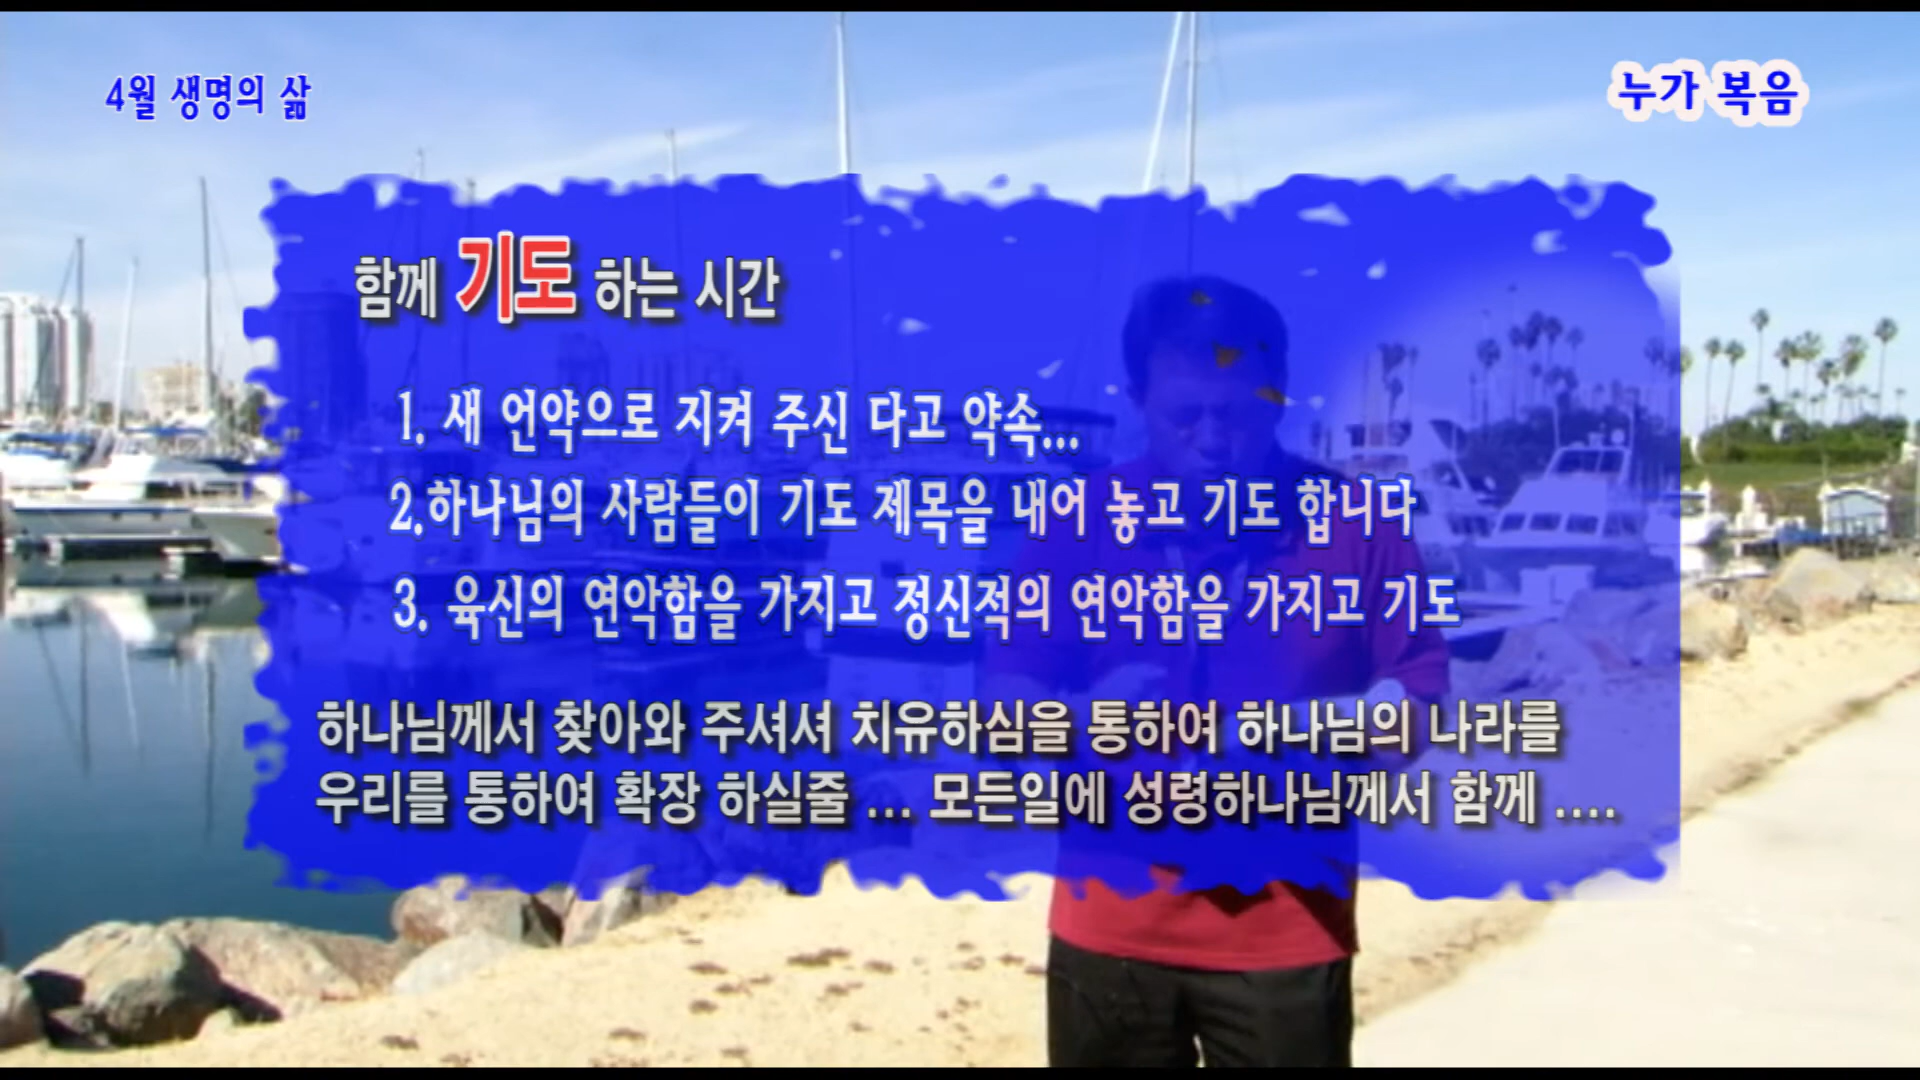 4월 생명의 삶
누가 복음
함께 기도 하는 시간
1. 새 언약으로 지켜 주신 다고 약속...
2.하나님의 사람들이 기도 제목을 내어 놓고 기도 합니다
3. 육신의 연악함을 가지고 정신적의 연악함을 가지고 기도
하나님께서 찾아와 주셔셔 치유하심을 통하여 하나님의 나라를
우리를 통하여 확장 하실줄 ... 모든일에 성령하나님께서 함께 ....